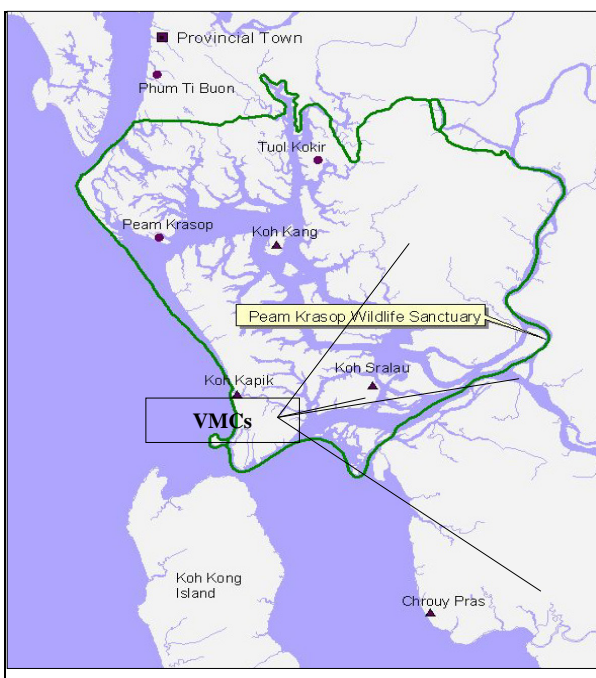 Provincial Town
Phum Ti Buon
Tuol Kokir
Peam Krasop
Koh Kang
Peam Krasop Wildlife Sanctuary
Koh Sralau
Koh Kapik
VMCs
Koh Kong
Island
Chrouy Pras